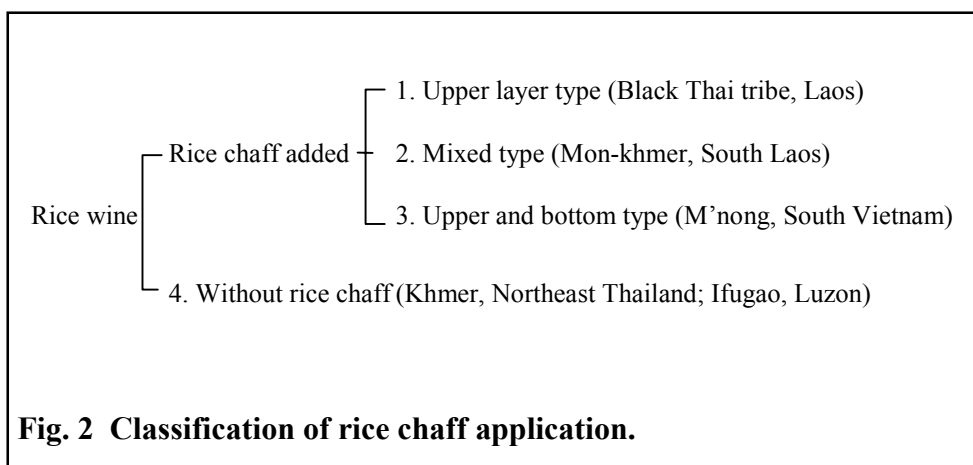 1. Upper layer type (Black Thai tribe, Laos)
Rice chaff added
2. Mixed type (Mon-khmer, South Laos)
3. Upper and bottom type (M’nong, South Vietnam)
Rice wine
4. Without rice chaff (Khmer, Northeast Thailand; Ifugao, Luzon)
Fig. 2 Classification of rice chaff application.